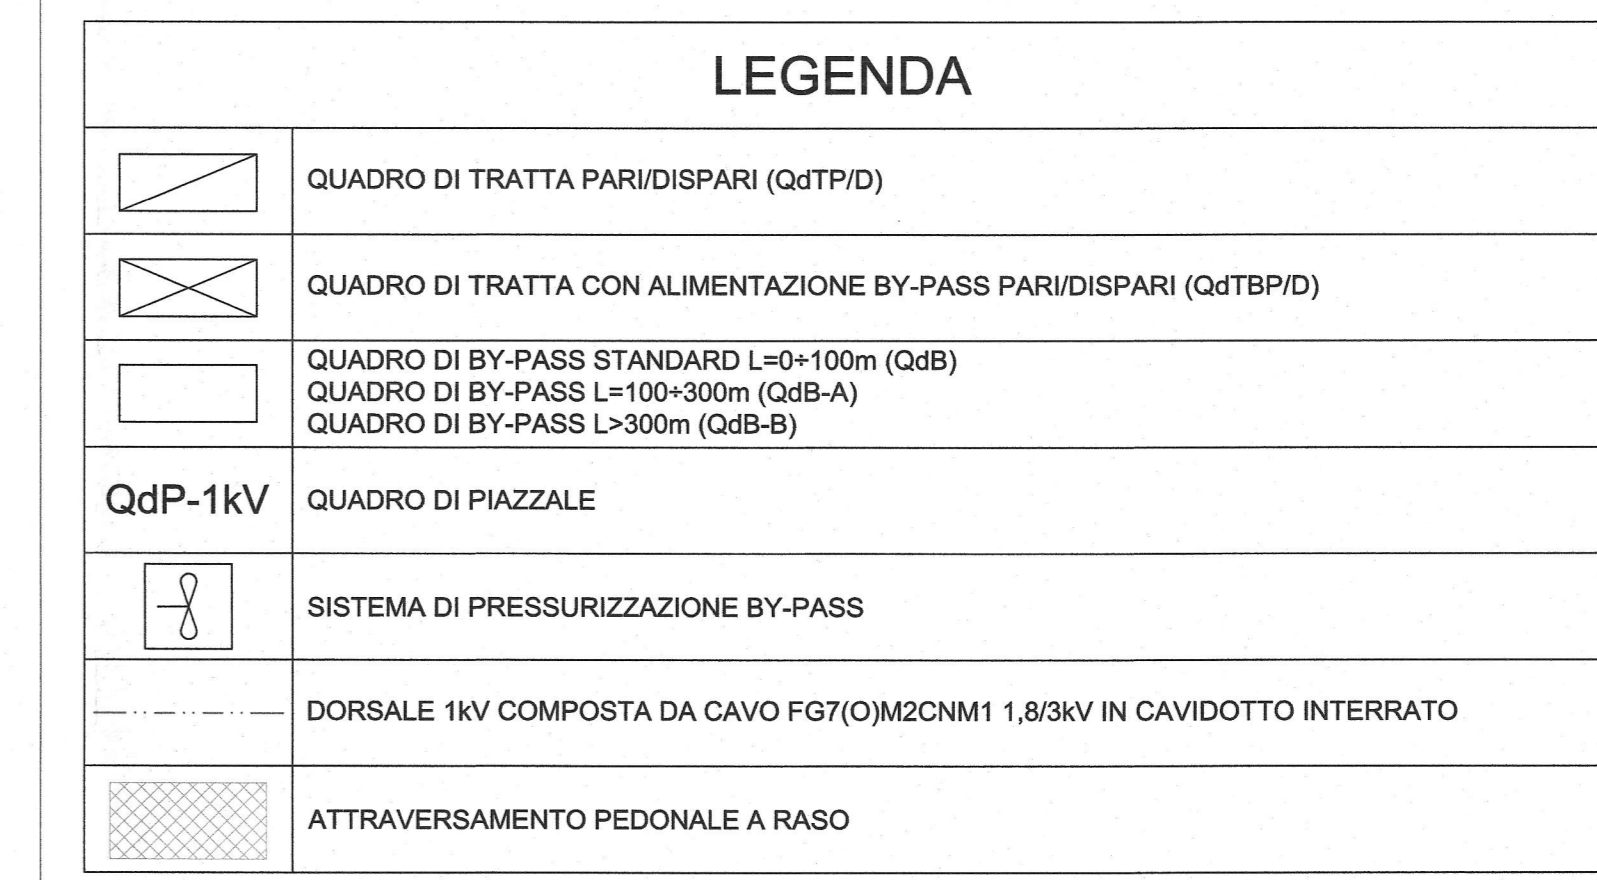 LEGENDA
QUADRO DI TRATTA PARI/DISPARI (QdTP/D)
QUADRO DI TRATTA CON ALIMENTAZIONE BY-PASS PARI/DISPARI (QdTBP/D)
QUADRO DI BY-PASS STANDARD L=0÷100m (QdB)
QUADRO DI BY-PASS L=100÷300m (QdB-A)
QUADRO DI BY-PASS L>300m (QdB-B)
QdP-1kV QUADRO DI PIAZZALE
SISTEMA DI PRESSURIZZAZIONE BY-PASS
DORSALE 1kV COMPOSTA DA CAVO FG7(O)M2CNM1 1,8/3kV IN CAVIDOTTO INTERRATO
ATTRAVERSAMENTO PEDONALE A RASO